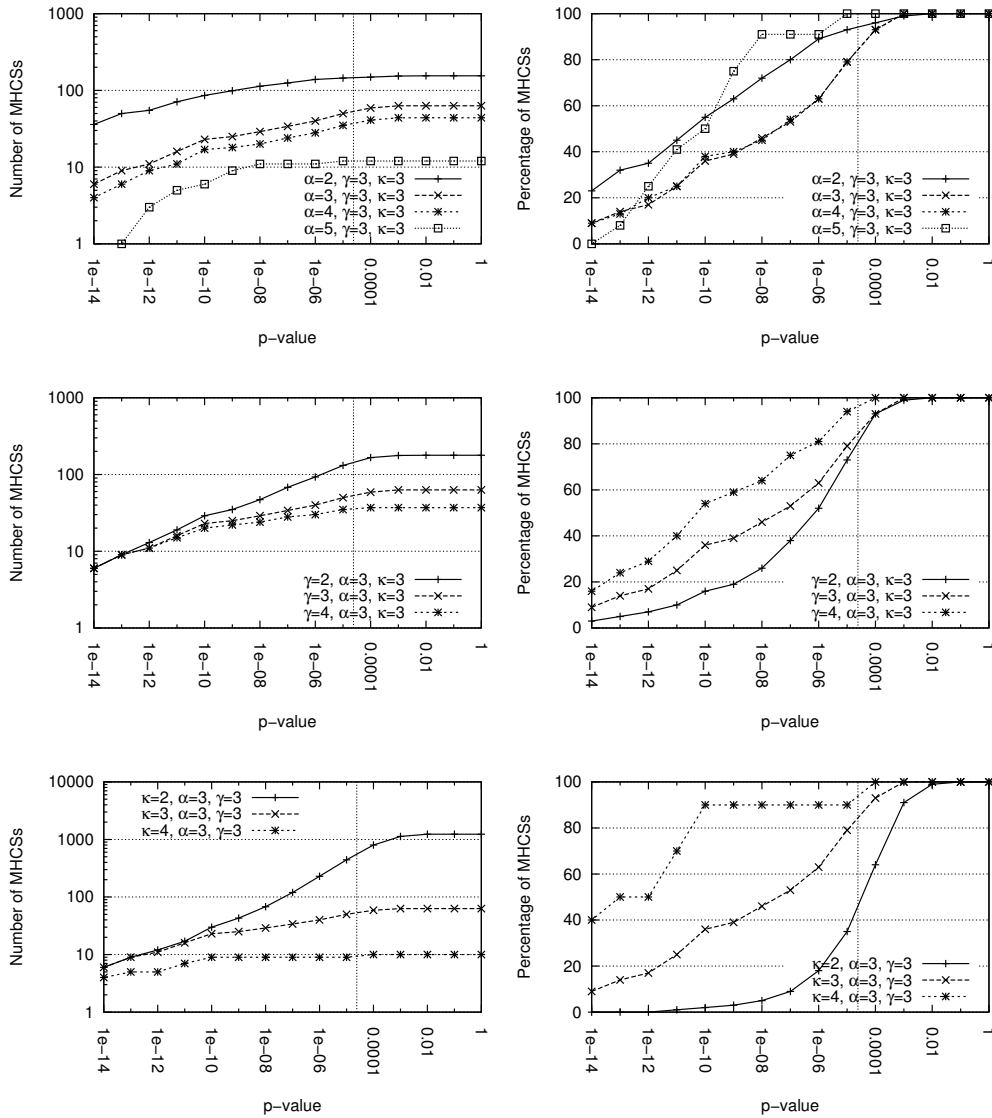 1000
100
10
1
Number of MHCSs
α=2, γ=3, κ=3
α=3, γ=3, κ=3
α=4, γ=3, κ=3
α=5, γ=3, κ=3
1e−14
1e−12
1e−10
1e−08
1e−06
0.0001
0.01
1
p−value
100
80
60
40
20
0
Percentage of MHCSs
α=2, γ=3, κ=3
α=3, γ=3, κ=3
α=4, γ=3, κ=3
α=5, γ=3, κ=3
1e−14
1e−12
1e−10
1e−08
1e−06
0.0001
0.01
1
p−value
1000
100
10
1
Number of MHCSs
γ=2, α=3, κ=3
γ=3, α=3, κ=3
γ=4, α=3, κ=3
1e−14
1e−12
1e−10
1e−08
1e−06
0.0001
0.01
1
p−value
100
80
60
40
20
0
Percentage of MHCSs
γ=2, α=3, κ=3
γ=3, α=3, κ=3
γ=4, α=3, κ=3
1e−14
1e−12
1e−10
1e−08
1e−06
0.0001
0.01
1
p−value
10000
1000
100
10
1
Number of MHCSs
κ=2, α=3, γ=3
κ=3, α=3, γ=3
κ=4, α=3, γ=3
1e−14
1e−12
1e−10
1e−08
1e−06
0.0001
0.01
1
p−value
100
80
60
40
20
0
Percentage of MHCSs
κ=2, α=3, γ=3
κ=3, α=3, γ=3
κ=4, α=3, γ=3
1e−14
1e−12
1e−10
1e−08
1e−06
0.0001
0.01
1
p−value